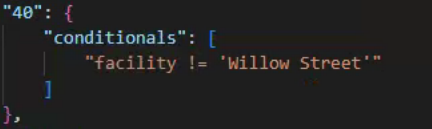 "40": {
"conditionals": [
"facility != 'Willow Street'"
]
},